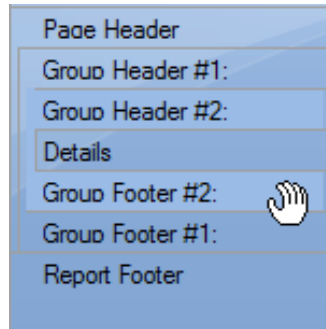 Page Header
Group Header #1:
Group Header #2:
Details
Group Footer #2:
Group Footer #1:
Report Footer